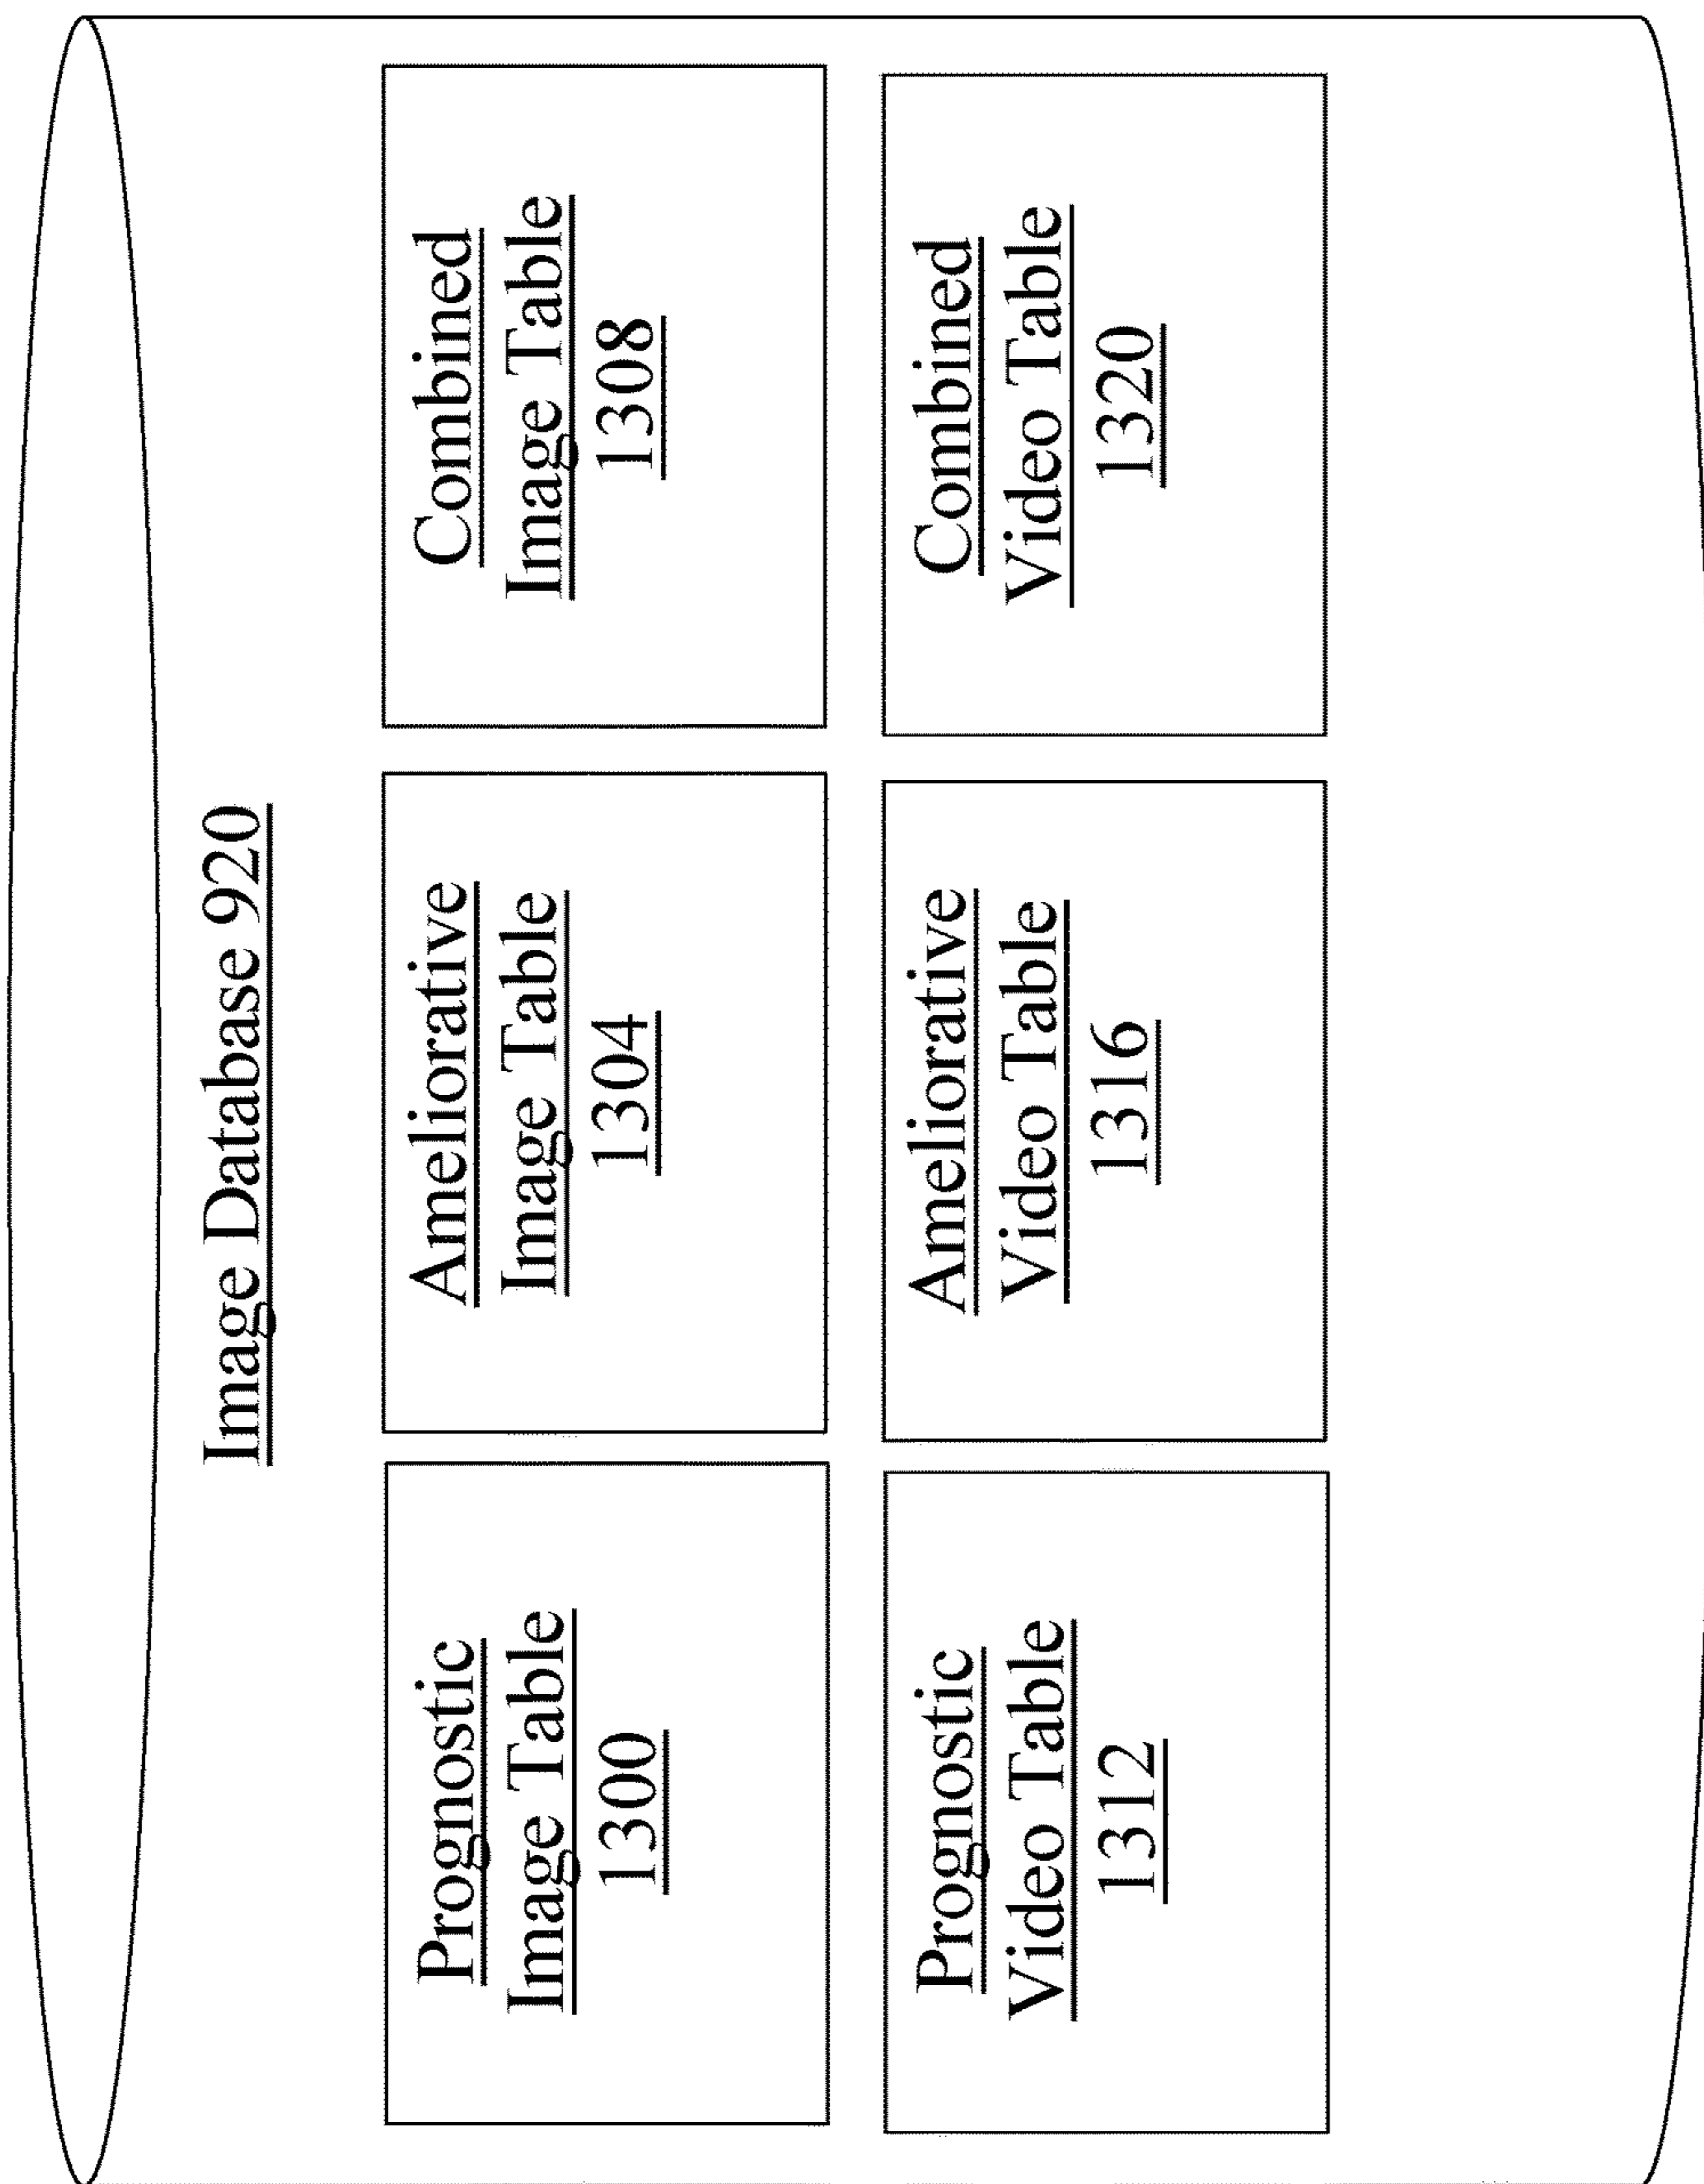 Image Database 920
Prognostic
Image Table
1300
Ameliorative
Image Table
1304
Combined
Image Table
1308
Prognostic
Video Table
1312
Ameliorative
Video Table
1316
Combined
Video Table
1320